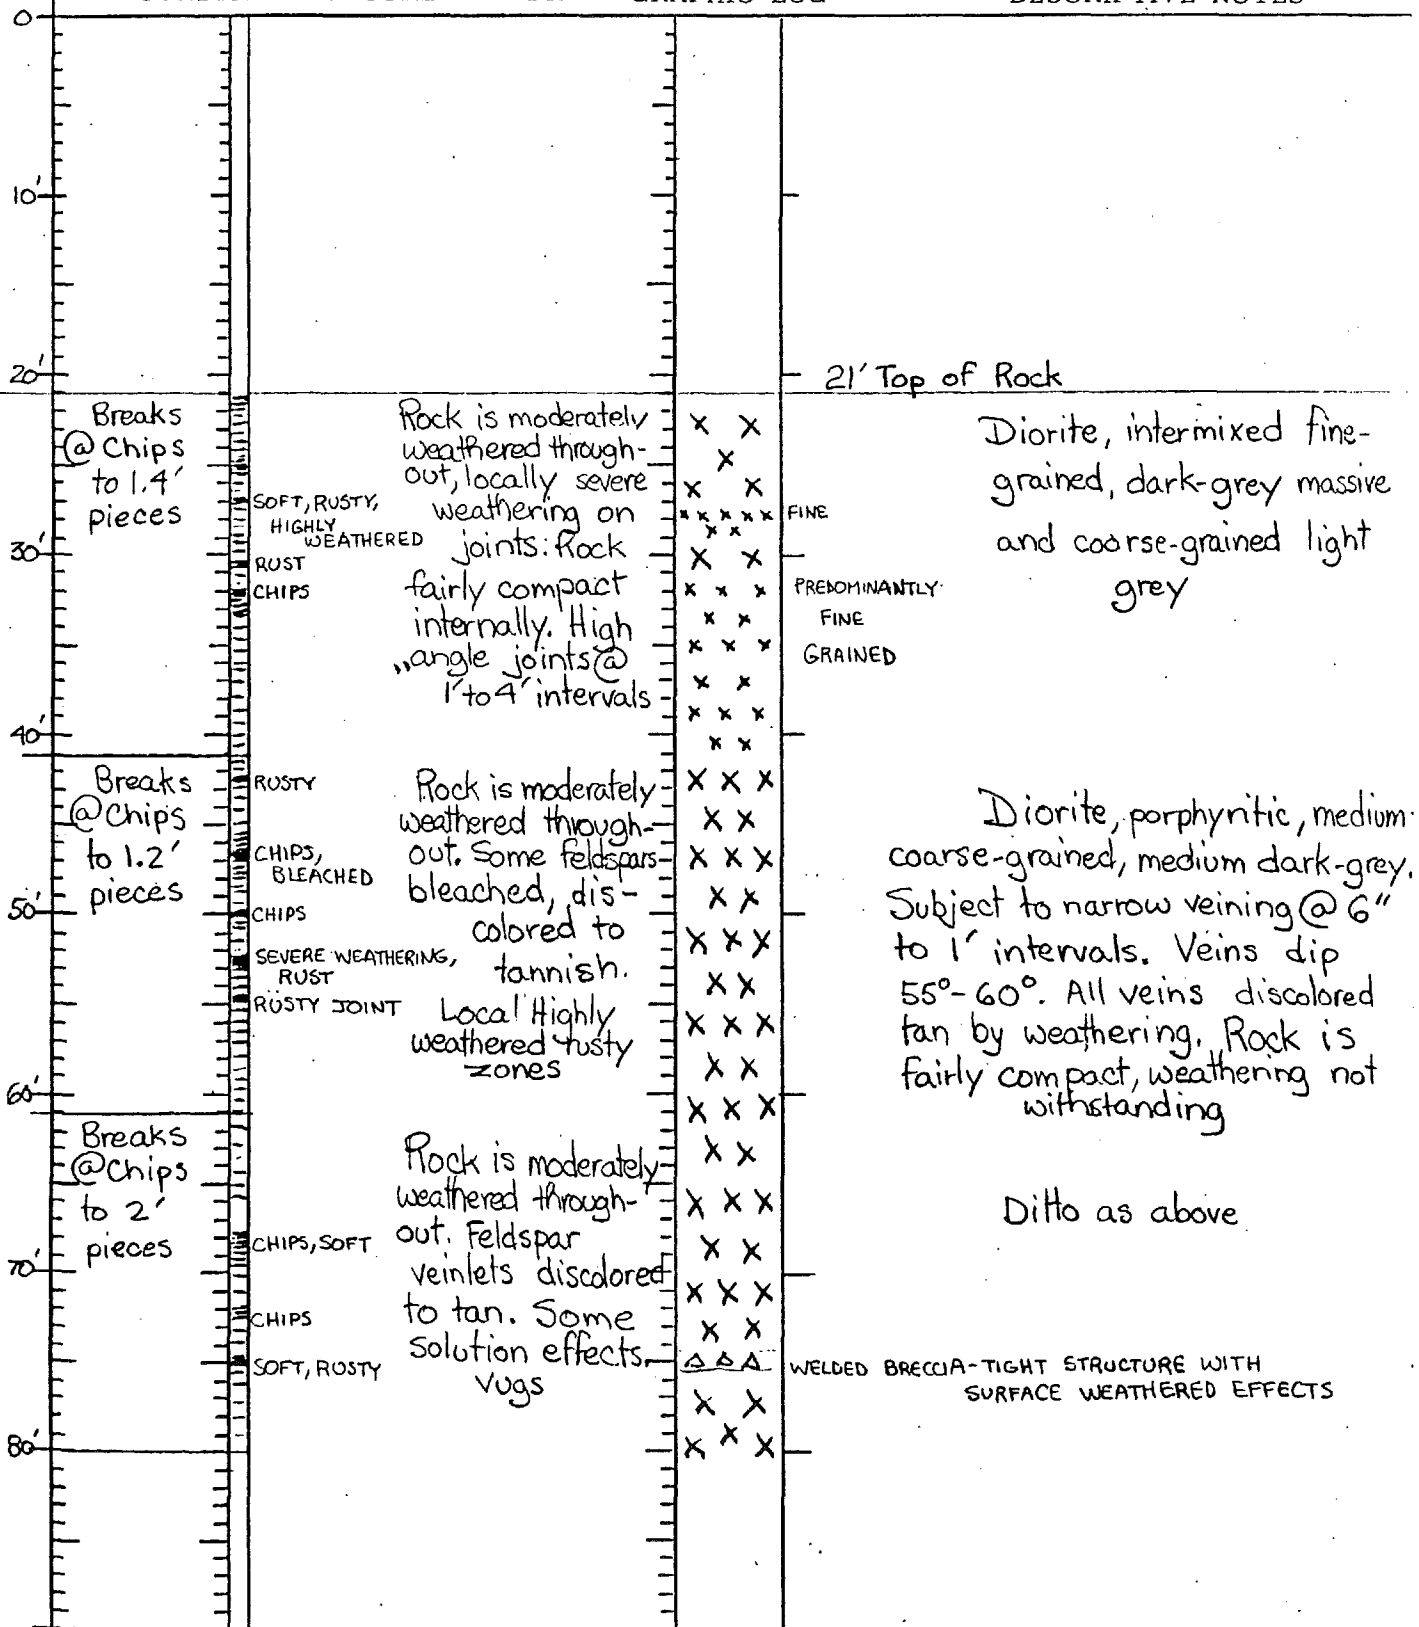 GRAPHIC LOG
DESCRIPTIVE NOTES
0
10'
20'
21' Top of Rock
Breaks
@ Chips
to 1.4'
pieces
SOFT, RUSTY,
HIGHLY
WEATHERED
RUST
CHIPS
Rock is moderately
weathered through-
out, locally severe
weathering on
joints: Rock
fairly compact
internally. High
angle joints @
1' to 4' intervals
FINE
PREDOMINANTLY
FINE
GRAINED
Diorite, intermixed fine-
grained, dark-grey massive
and coarse-grained light
grey
30'
40'
Breaks
@ Chips
to 1.2'
pieces
RUSTY
CHIPS,
BLEACHED
CHIPS
SEVERE WEATHERING,
RUST
RUSTY JOINT
Rock is moderately
weathered through-
out. Some feldspars
bleached, dis-
colored to
tannish.
Local Highly
weathered rusty
zones
Diorite, porphyritic, medium
coarse-grained, medium dark-grey.
Subject to narrow veining @ 6"
to 1' intervals. Veins dip
55°-60°. All veins discolored
tan by weathering. Rock is
fairly compact, weathering not
withstanding
50'
60'
Breaks
@ Chips
to 2'
pieces
CHIPS, SOFT
CHIPS
SOFT, RUSTY
Rock is moderately
weathered through-
out. Feldspar
veinlets discolored
to tan. Some
Solution effects.
Vugs
Ditto as above
WELDED BRECCIA-TIGHT STRUCTURE WITH
SURFACE WEATHERED EFFECTS
70'
80'